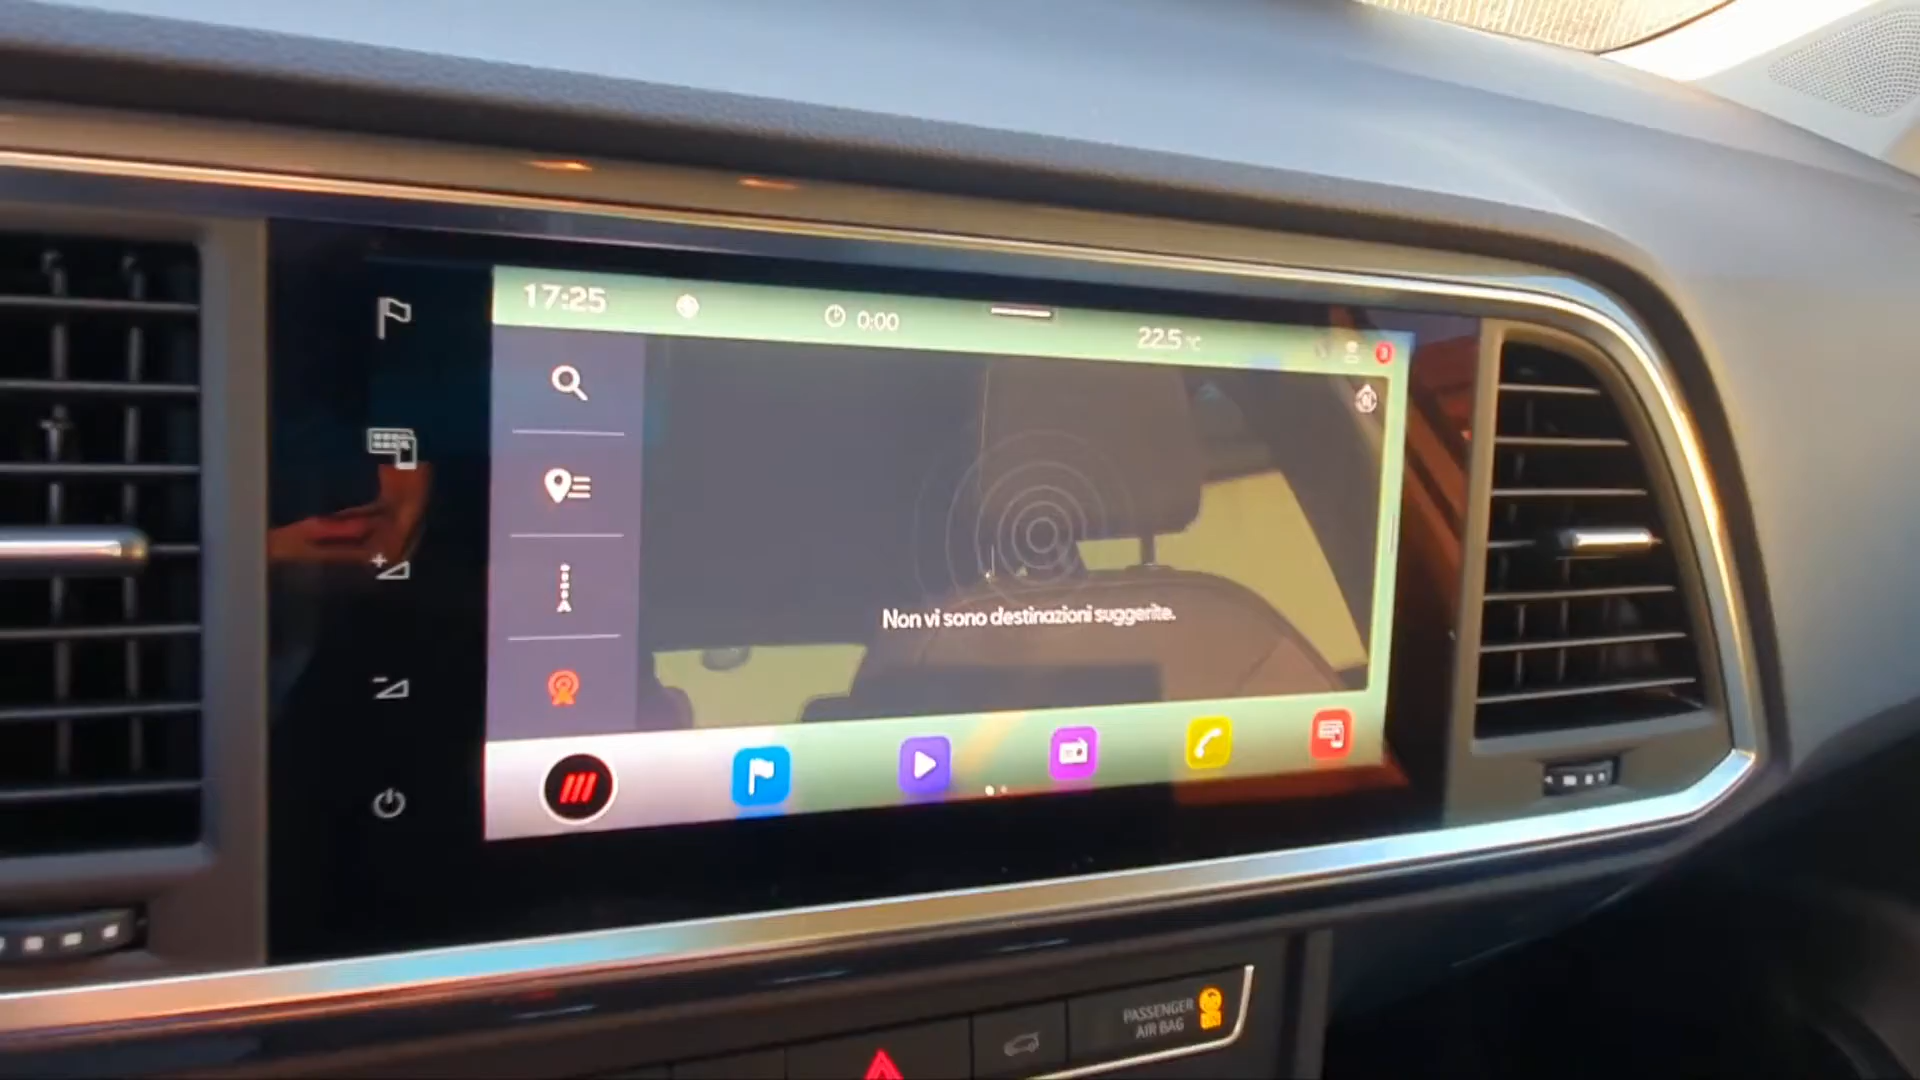 17:25
0:00
22.5 °C
Non vi sono destinazioni suggerite.
PASSENGER
AIR BAG